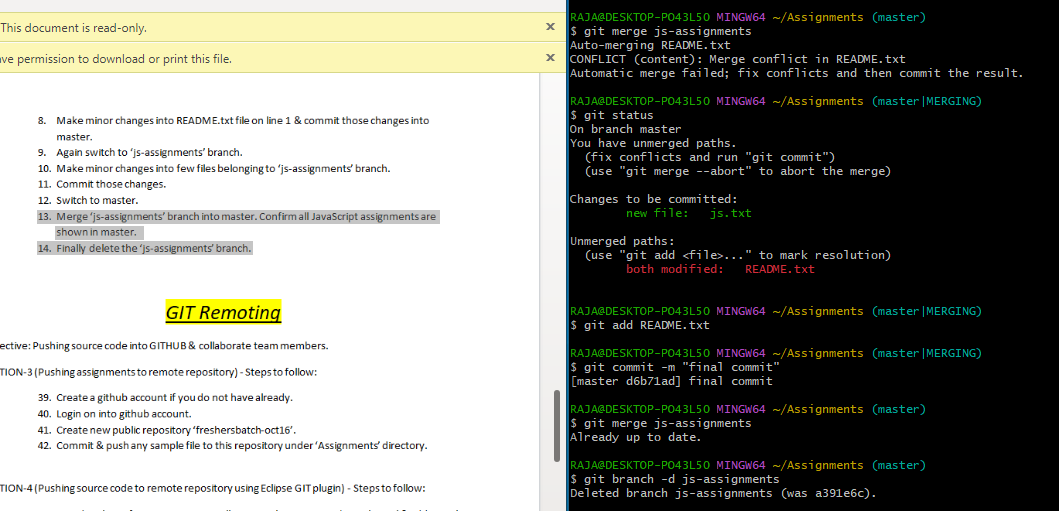 This document is read-only. ×
ve permission to download or print this file. ×
8. Make minor changes into README.txt file on line 1 & commit those changes into
master.
9. Again switch to ‘js-assignments’ branch.
10. Make minor changes into few files belonging to ‘js-assignments’ branch.
11. Commit those changes.
12. Switch to master.
13. Merge ‘js-assignments’ branch into master. Confirm all JavaScript assignments are
shown in master.
14. Finally delete the ‘js-assignments’ branch.
GIT Remoting
ective: Pushing source code into GITHUB & collaborate team members.
TION-3 (Pushing assignments to remote repository) - Steps to follow:
39. Create a github account if you do not have already.
40. Login on into github account.
41. Create new public repository ‘freshersbatch-oct16’.
42. Commit & push any sample file to this repository under ‘Assignments’ directory.
TION-4 (Pushing source code to remote repository using Eclipse GIT plugin) - Steps to follow:
RAJA@DESKTOP-PO43L5O MINGW64 ~/Assignments (master)
$ git merge js-assignments
Auto-merging README.txt
CONFLICT (content): Merge conflict in README.txt
Automatic merge failed; fix conflicts and then commit the result.
RAJA@DESKTOP-PO43L5O MINGW64 ~/Assignments (master|MERGING)
$ git status
On branch master
You have unmerged paths.
(fix conflicts and run "git commit")
(use "git merge --abort" to abort the merge)
Changes to be committed:
new file: js.txt
Unmerged paths:
(use "git add <file>..." to mark resolution)
both modified: README.txt
RAJA@DESKTOP-PO43L5O MINGW64 ~/Assignments (master|MERGING)
$ git add README.txt
RAJA@DESKTOP-PO43L5O MINGW64 ~/Assignments (master|MERGING)
$ git commit -m "final commit"
[master d6b71ad] final commit
RAJA@DESKTOP-PO43L5O MINGW64 ~/Assignments (master)
$ git merge js-assignments
Already up to date.
RAJA@DESKTOP-PO43L5O MINGW64 ~/Assignments (master)
$ git branch -d js-assignments
Deleted branch js-assignments (was a391e6c).